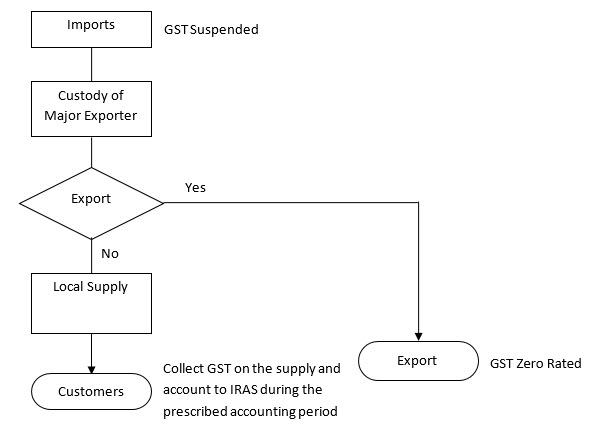 Imports
GST Suspended
Custody of
Major Exporter
Export
Yes
No
Local Supply
Customers
Collect GST on the supply and
account to IRAS during the
prescribed accounting period
Export
GST Zero Rated